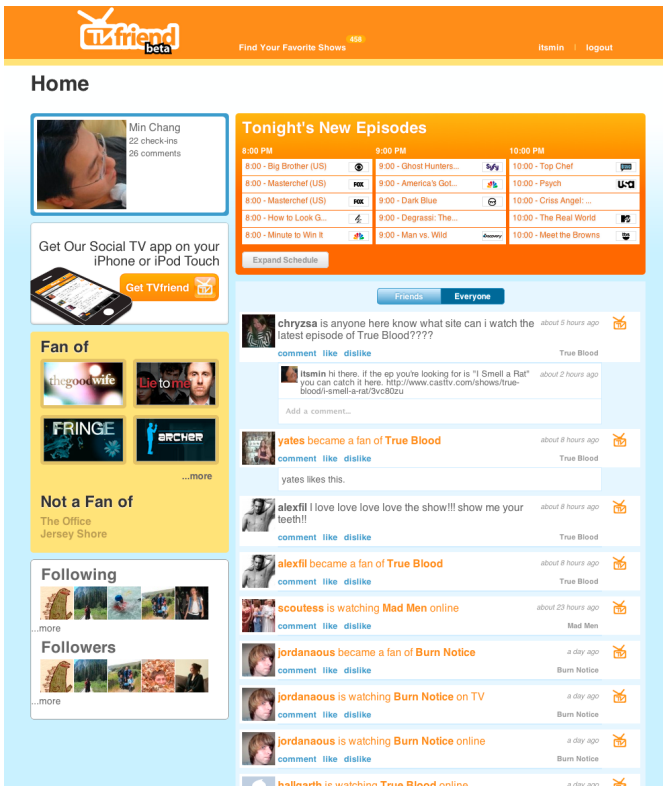 TVfriend
beta
Find Your Favorite Shows
458
itsmin | logout
Home
Min Chang
22 check-ins
26 comments
Get Our Social TV app on your
iPhone or iPod Touch
Get TVfriend
Fan of
thegoodwife
Lie to me
FRINGE
ARCHER
...more
Not a Fan of
The Office
Jersey Shore
Following
...more
Followers
...more
Tonight's New Episodes
8:00 PM
8:00 - Big Brother (US)
8:00 - Masterchef (US) FOX
8:00 - Masterchef (US) FOX
8:00 - How to Look G...
8:00 - Minute to Win It
9:00 PM
9:00 - Ghost Hunters... Syfy
9:00 - America's Got...
9:00 - Dark Blue
9:00 - Degrassi: The...
9:00 - Man vs. Wild Discovery
10:00 PM
10:00 - Top Chef
10:00 - Psych USA
10:00 - Criss Angel: ...
10:00 - The Real World
10:00 - Meet the Browns
Expand Schedule
Friends Everyone
chryzsa is anyone here know what site can i watch the about 5 hours ago
latest episode of True Blood????
comment like dislike True Blood
itsmin hi there. if the ep you're looking for is "I Smell a Rat" about 2 hours ago
you can catch it here. http://www.casttv.com/shows/true-
blood/i-smell-a-rat/3vc80zu
Add a comment...
yates became a fan of True Blood about 8 hours ago
comment like dislike True Blood
yates likes this.
alexfil I love love love love the show!!! show me your about 8 hours ago
teeth!!
comment like dislike True Blood
alexfil became a fan of True Blood about 8 hours ago
comment like dislike True Blood
scoutess is watching Mad Men online about 23 hours ago
comment like dislike Mad Men
jordanaous became a fan of Burn Notice a day ago
comment like dislike Burn Notice
jordanaous is watching Burn Notice on TV a day ago
comment like dislike Burn Notice
jordanaous is watching Burn Notice online a day ago
comment like dislike Burn Notice
hallgarth is watching True Blood online a day ago